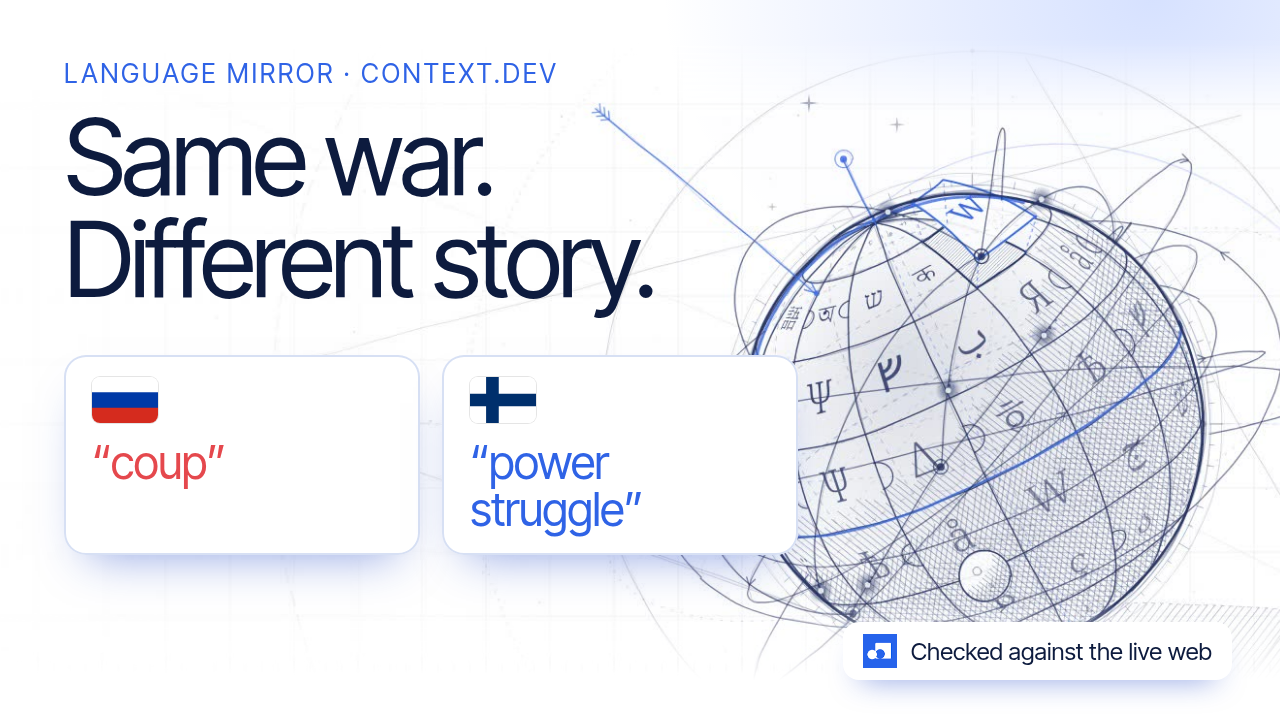 LANGUAGE MIRROR · CONTEXT.DEV
Same war.
Different story.
“coup”
“power
struggle”
Checked against the live web